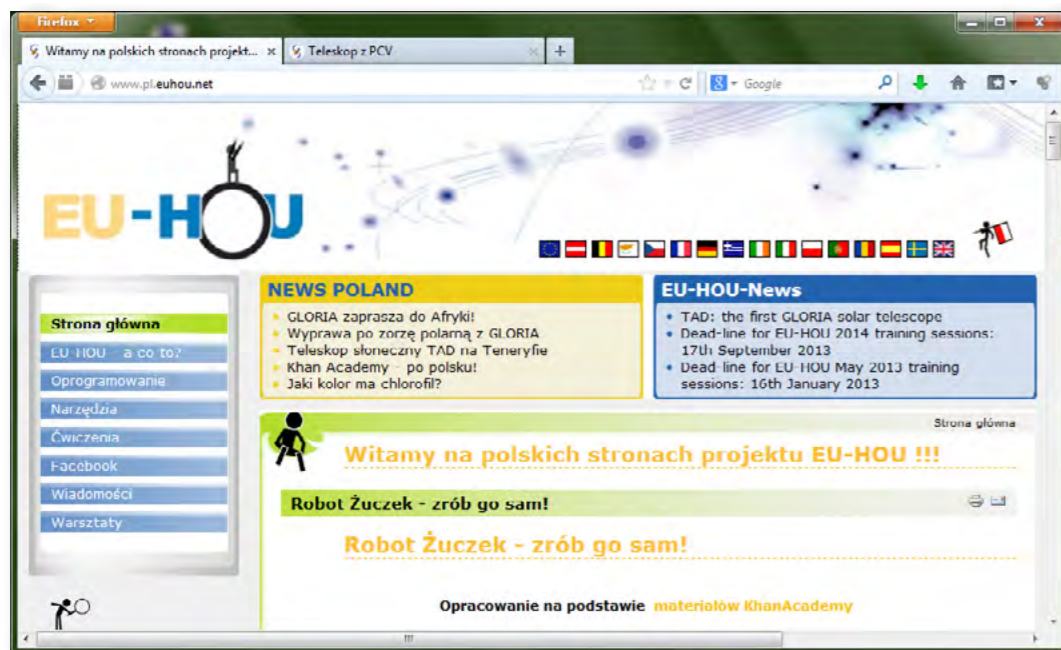 Firefox
Witamy na polskich stronach projekt...
Teleskop z PCV
www.pl.euhou.net
Google
EU-HOU
NEWS POLAND
GLORIA zaprasza do Afryki!
Wyprawa po zorzę polarną z GLORIA
Teleskop słoneczny TAD na Teneryfie
Khan Academy - po polsku!
Jaki kolor ma chlorofil?
EU-HOU-News
TAD: the first GLORIA solar telescope
Dead-line for EU-HOU 2014 training sessions:
17th September 2013
Dead-line for EU-HOU May 2013 training
sessions: 16th January 2013
Strona główna
EU-HOU - a co to?
Oprogramowanie
Narzędzia
Ćwiczenia
Facebook
Wiadomości
Warsztaty
Strona główna
Witamy na polskich stronach projektu EU-HOU !!!
Robot Żuczek - zrób go sam!
Robot Żuczek - zrób go sam!
Opracowanie na podstawie materiałów KhanAcademy